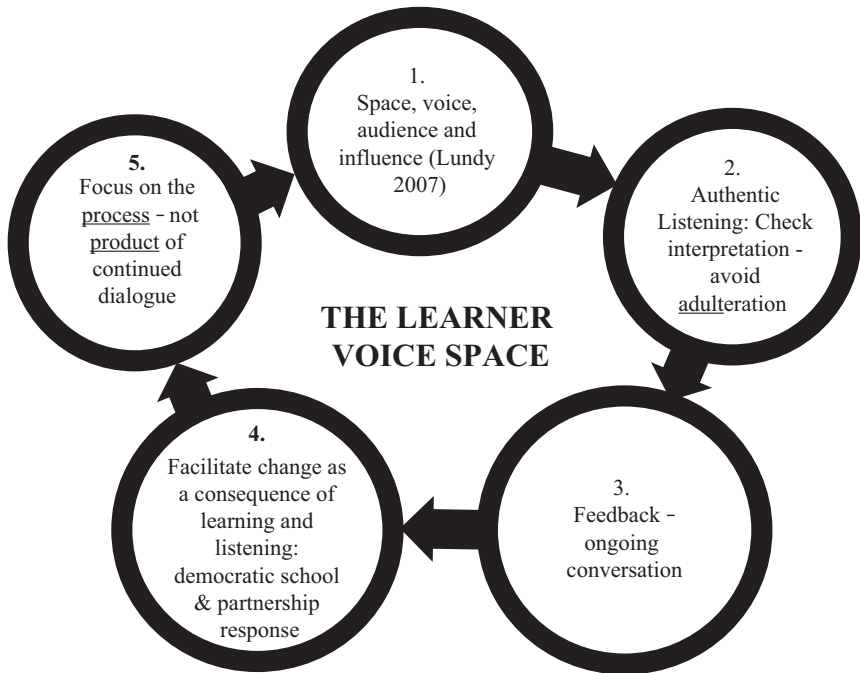 1.
Space, voice,
audience and
influence (Lundy
2007)
2.
Authentic
Listening: Check
interpretation -
avoid
adulteration
3.
Feedback –
ongoing
conversation
4.
Facilitate change as
a consequence of
learning and
listening:
democratic school
& partnership
response
5.
Focus on the
process – not
product of
continued
dialogue
THE LEARNER
VOICE SPACE